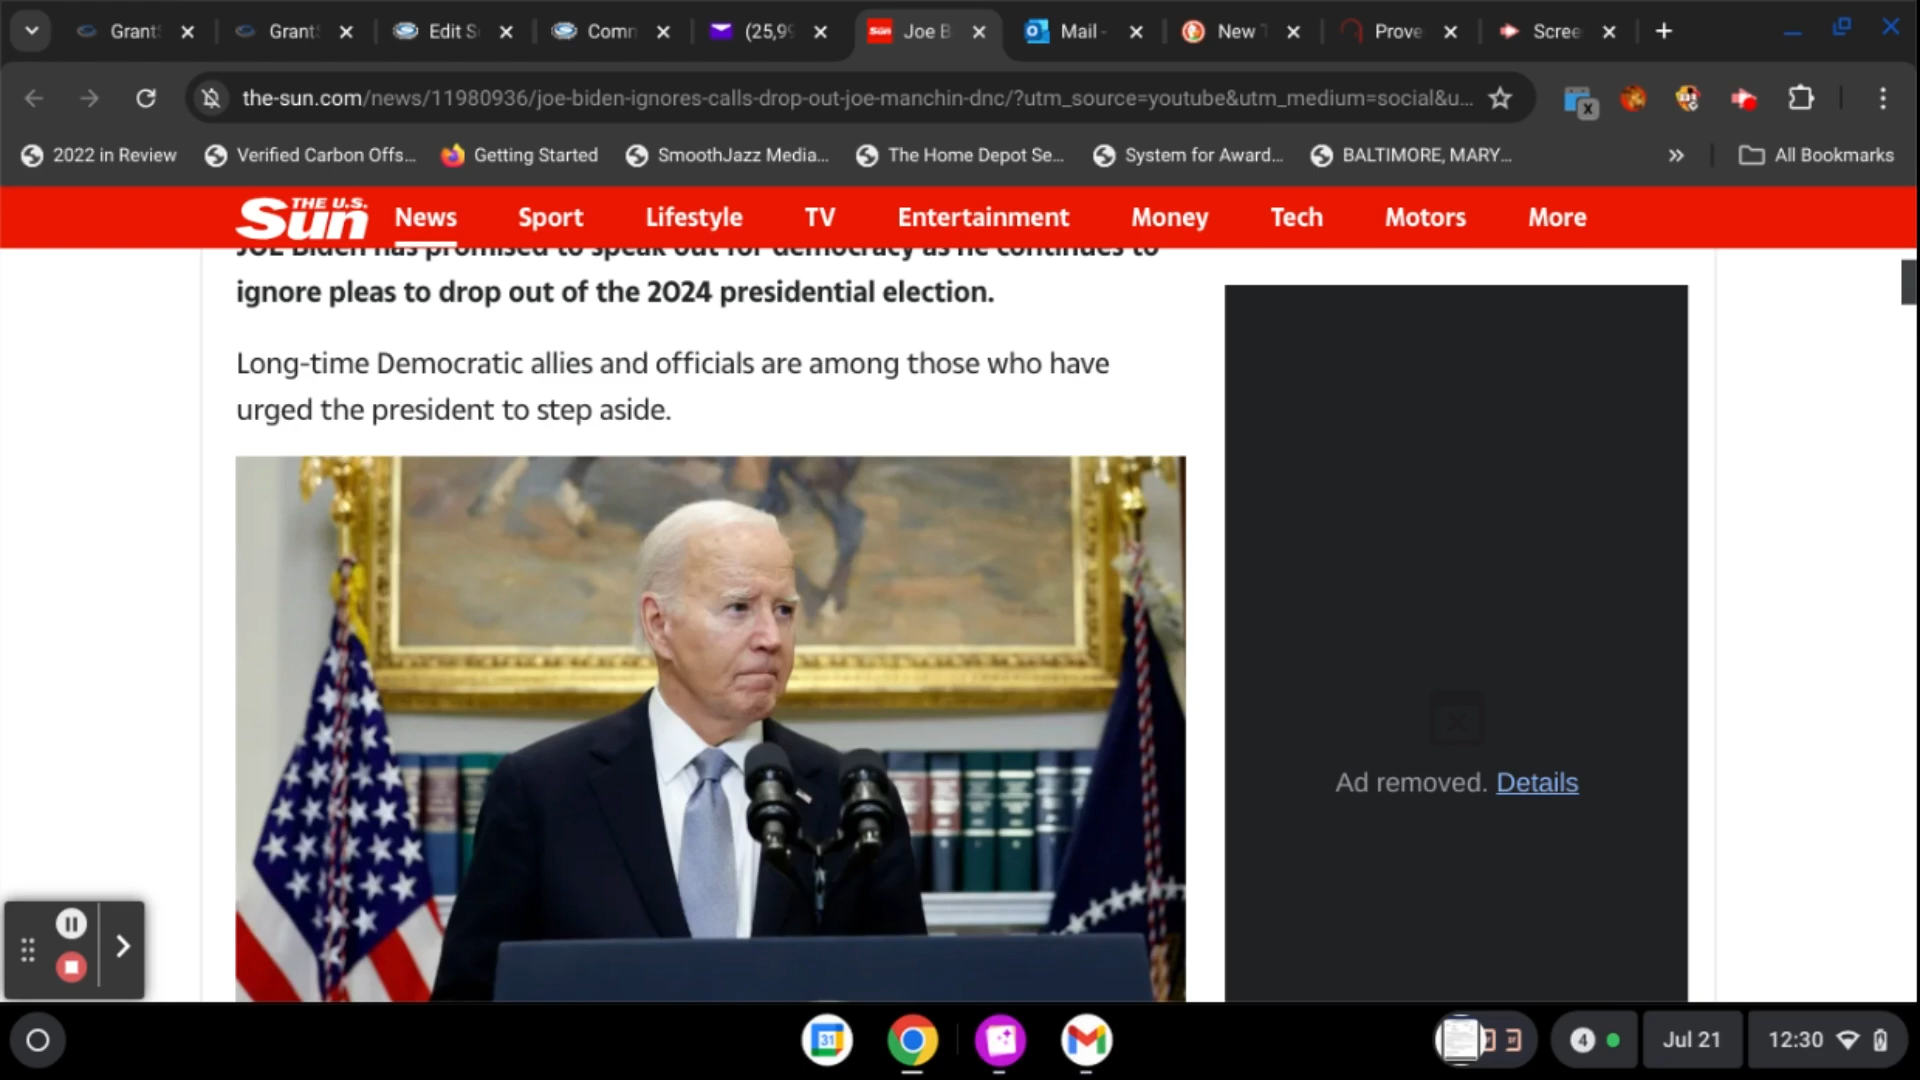 Grant
Grant
Edit S
Comr
(25,99
Joe B
Mail -
New T
Prove
Scree
the-sun.com/news/11980936/joe-biden-ignores-calls-drop-out-joe-manchin-dnc/?utm_source=youtube&utm_medium=social&u...
2022 in Review
Verified Carbon Offs...
Getting Started
SmoothJazz Media...
The Home Depot Se...
System for Award...
BALTIMORE, MARY...
All Bookmarks
THE U.S. Sun
News
Sport
Lifestyle
TV
Entertainment
Money
Tech
Motors
More
JOE Biden has promised to speak out for democracy as he continues to
ignore pleas to drop out of the 2024 presidential election.
Long-time Democratic allies and officials are among those who have
urged the president to step aside.
Ad removed. Details
31
4
Jul 21
12:30